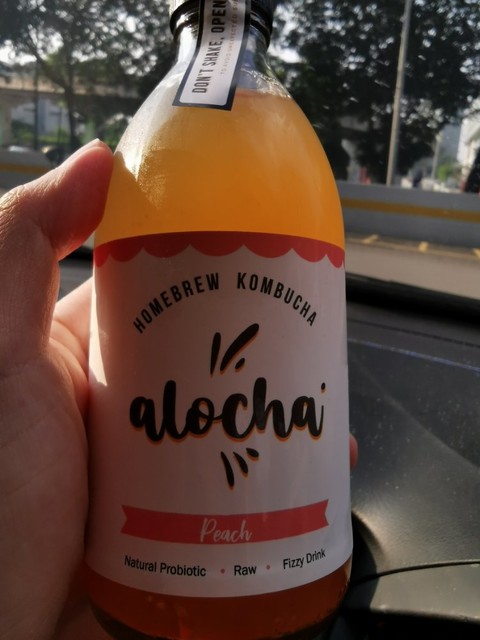 DON'T SHAKE, OPEN
HOMEBREW KOMBUCHA
alocha
Peach
Natural Probiotic • Raw • Fizzy Drink